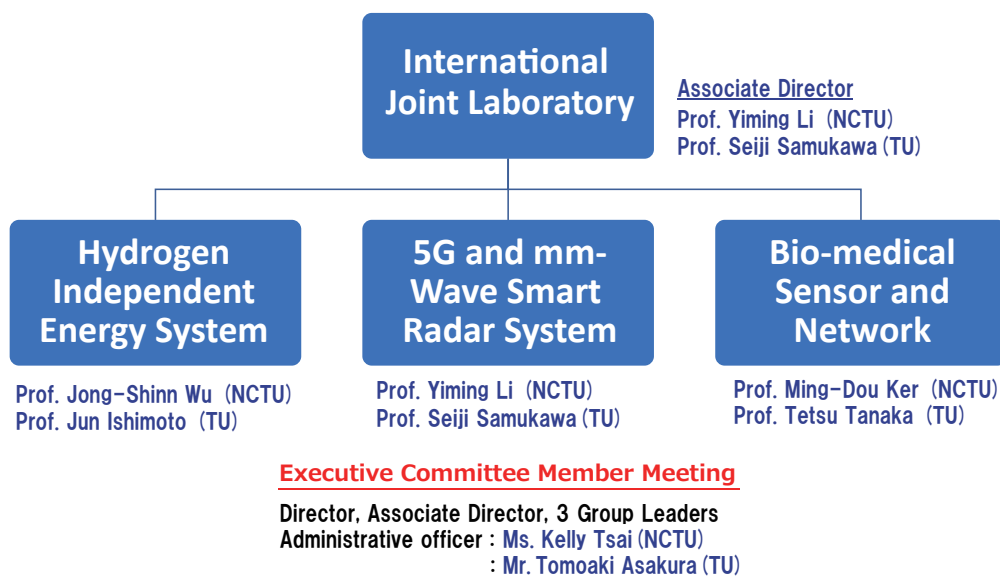 International
Joint Laboratory
Associate Director
Prof. Yiming Li (NCTU)
Prof. Seiji Samukawa (TU)
Hydrogen
Independent
Energy System
5G and mm-
Wave Smart
Radar System
Bio-medical
Sensor and
Network
Prof. Jong-Shinn Wu (NCTU)
Prof. Jun Ishimoto (TU)
Prof. Yiming Li (NCTU)
Prof. Seiji Samukawa (TU)
Prof. Ming-Dou Ker (NCTU)
Prof. Tetsu Tanaka (TU)
Executive Committee Member Meeting
Director, Associate Director, 3 Group Leaders
Administrative officer : Ms. Kelly Tsai (NCTU)
: Mr. Tomoaki Asakura (TU)